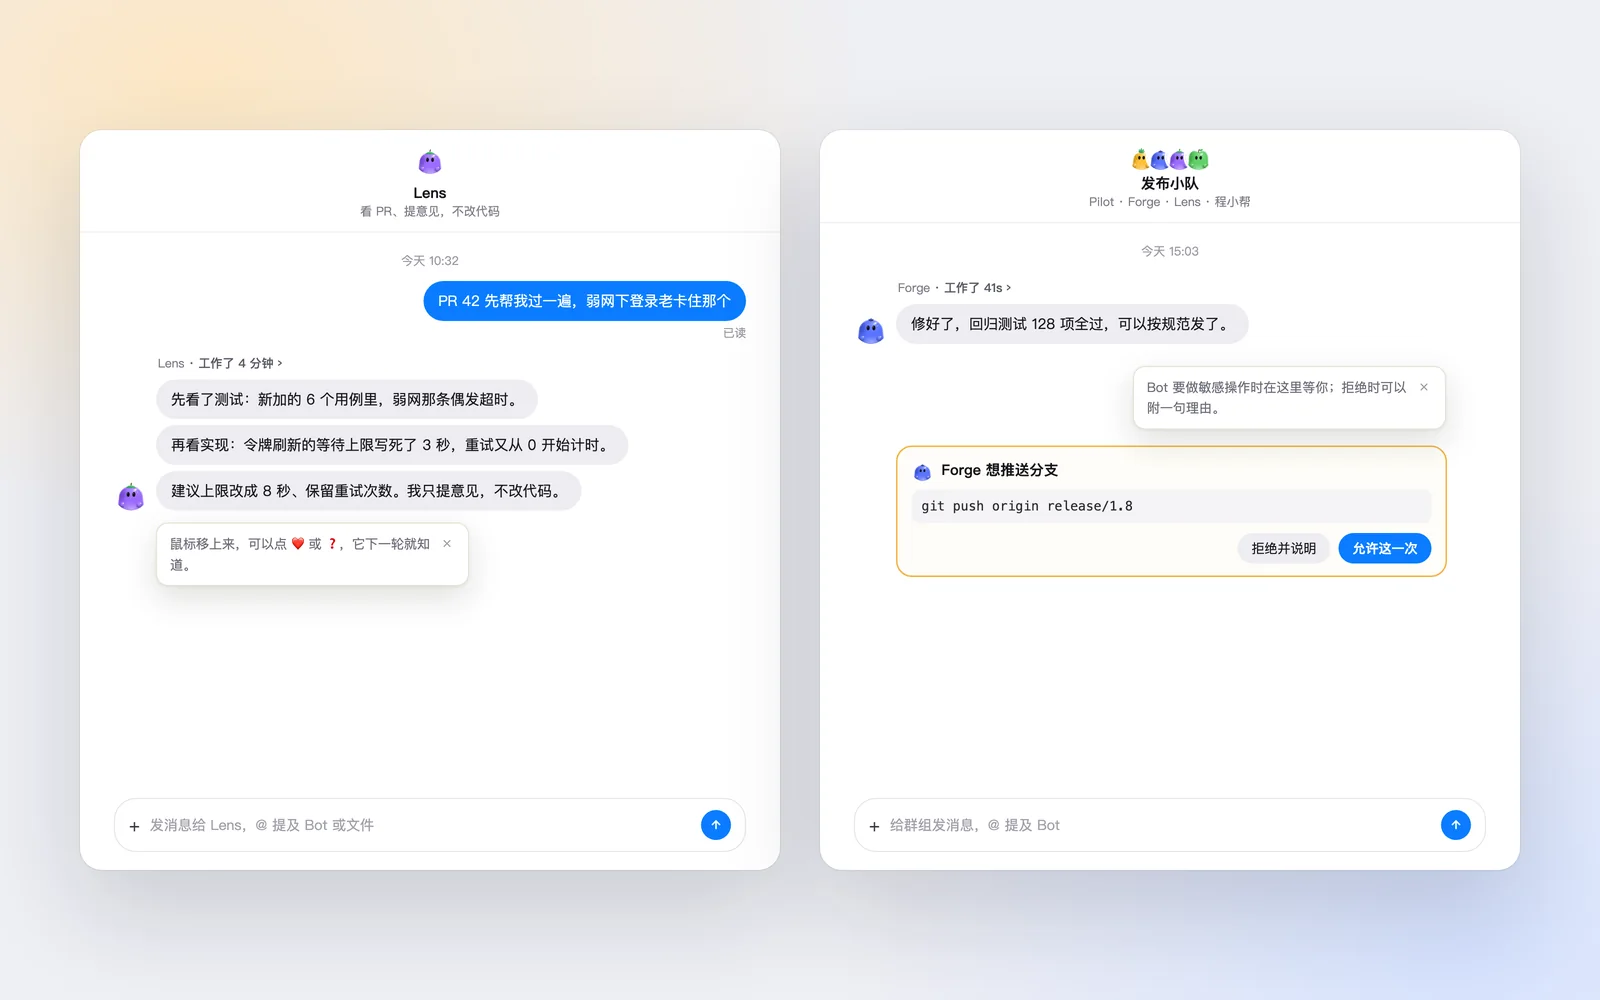 Lens
看 PR、提意见，不改代码
今天 10:32
PR 42 先帮我过一遍，弱网下登录老卡住那个
已读
Lens · 工作了 4 分钟 ›
先看了测试：新加的 6 个用例里，弱网那条偶发超时。
再看实现：令牌刷新的等待上限写死了 3 秒，重试又从 0 开始计时。
建议上限改成 8 秒、保留重试次数。我只提意见，不改代码。
鼠标移上来，可以点 ❤️ 或 ❓，它下一轮就知
道。
×
+ 发消息给 Lens，@ 提及 Bot 或文件
发布小队
Pilot · Forge · Lens · 程小帮
今天 15:03
Forge · 工作了 41s ›
修好了，回归测试 128 项全过，可以按规范发了。
Bot 要做敏感操作时在这里等你；拒绝时可以
附一句理由。
×
Forge 想推送分支
git push origin release/1.8
拒绝并说明
允许这一次
+ 给群组发消息，@ 提及 Bot